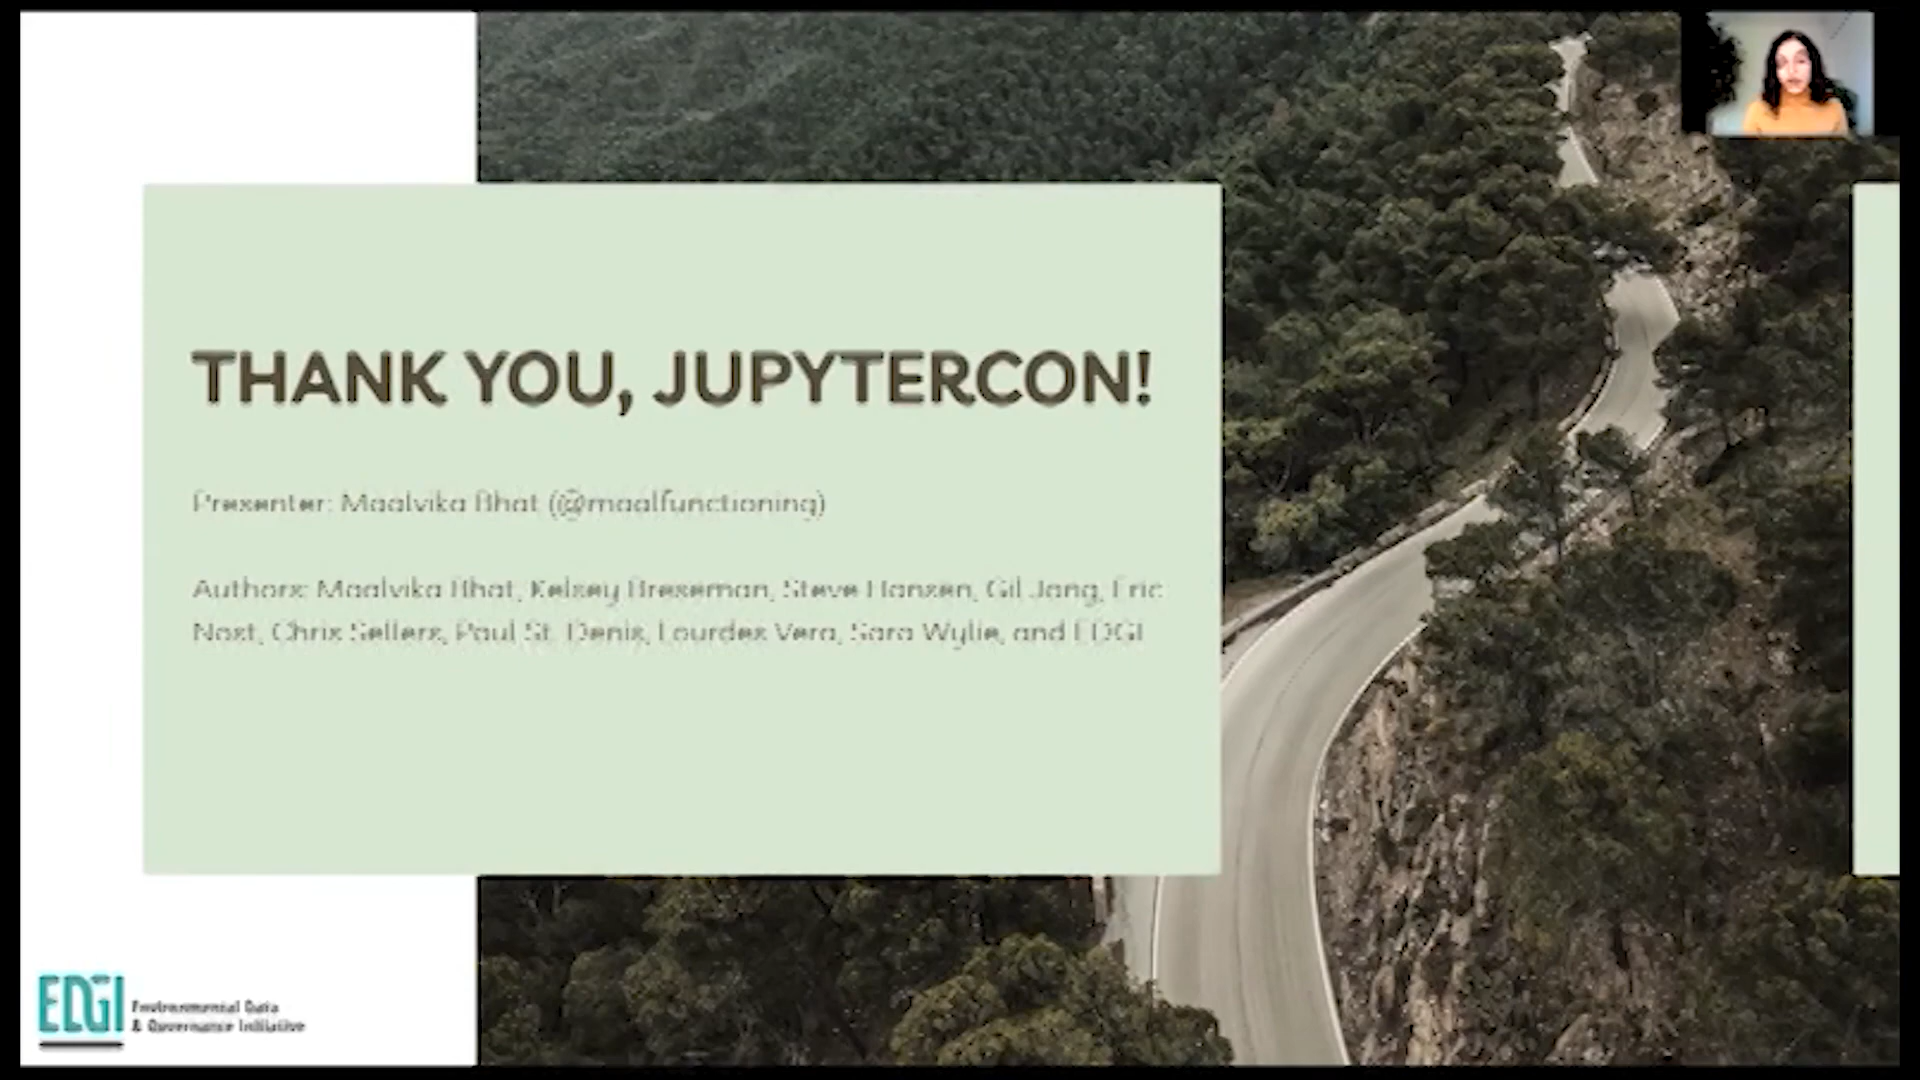 THANK YOU, JUPYTERCON!
Presenter: Maalvika Bhat (@maalfunctioning)
Authors: Maalvika Bhat, Kelsey Breseman, Steve Hansen, Gil Jang, Eric
Nost, Chris Sellers, Paul St. Denis, Lourdes Vera, Sara Wylie, and EDGI
EDGI
Environmental Data
& Governance Initiative